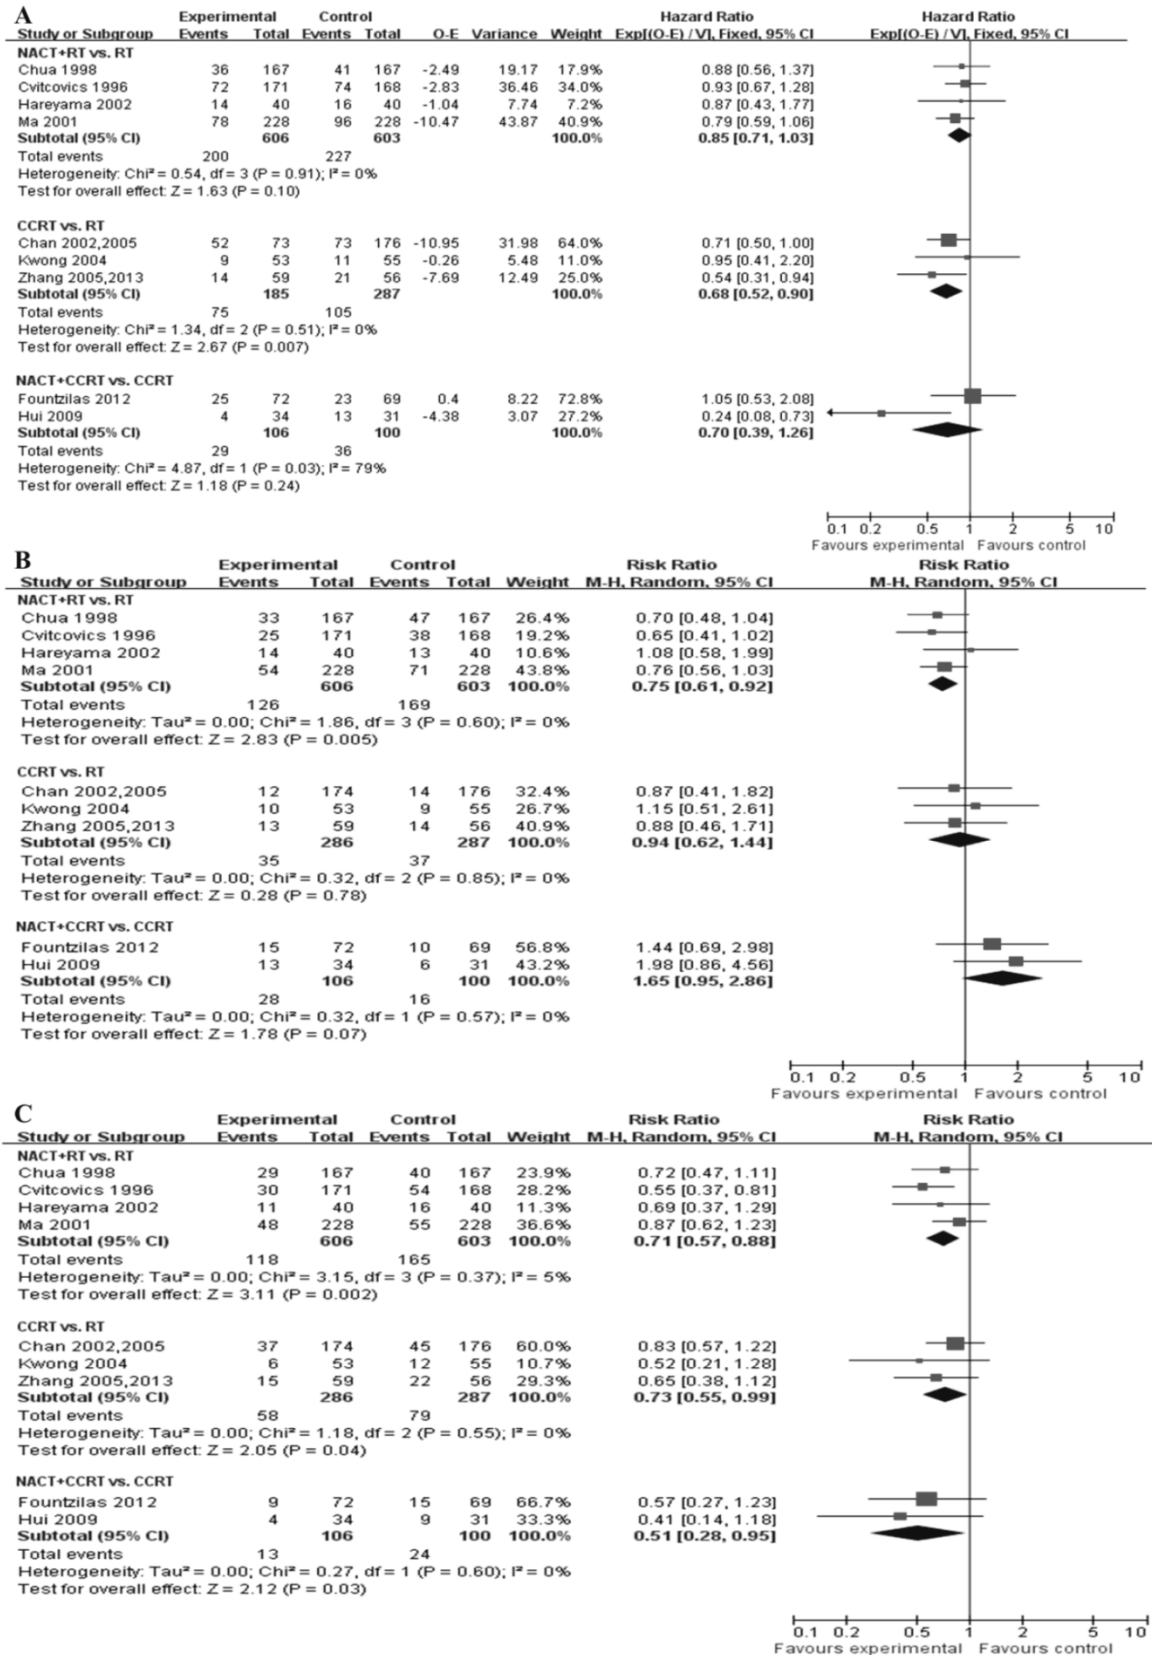 A
Experimental Control Hazard Ratio Hazard Ratio
Study or Subgroup Events Total Events Total O-E Variance Weight Exp[(O-E) / V], Fixed, 95% CI Exp[(O-E) / V], Fixed, 95% CI
NACT+RT vs. RT
Chua 1998 36 167 41 167 -2.49 19.17 17.9% 0.88 [0.56, 1.37]
Cvitcovics 1996 72 171 74 168 -2.83 36.46 34.0% 0.93 [0.67, 1.28]
Hareyama 2002 14 40 16 40 -1.04 7.74 7.2% 0.87 [0.43, 1.77]
Ma 2001 78 228 96 228 -10.47 43.87 40.9% 0.79 [0.59, 1.06]
Subtotal (95% CI) 606 603 100.0% 0.85 [0.71, 1.03]
Total events 200 227
Heterogeneity: Chi² = 0.54, df = 3 (P = 0.91); I² = 0%
Test for overall effect: Z = 1.63 (P = 0.10)
CCRT vs. RT
Chan 2002,2005 52 73 73 176 -10.95 31.98 64.0% 0.71 [0.50, 1.00]
Kwong 2004 9 53 11 55 -0.26 5.48 11.0% 0.95 [0.41, 2.20]
Zhang 2005,2013 14 59 21 56 -7.69 12.49 25.0% 0.54 [0.31, 0.94]
Subtotal (95% CI) 185 287 100.0% 0.68 [0.52, 0.90]
Total events 75 105
Heterogeneity: Chi² = 1.34, df = 2 (P = 0.51); I² = 0%
Test for overall effect: Z = 2.67 (P = 0.007)
NACT+CCRT vs. CCRT
Fountzilas 2012 25 72 23 69 0.4 8.22 72.8% 1.05 [0.53, 2.08]
Hui 2009 4 34 13 31 -4.38 3.07 27.2% 0.24 [0.08, 0.73]
Subtotal (95% CI) 106 100 100.0% 0.70 [0.39, 1.26]
Total events 29 36
Heterogeneity: Chi² = 4.87, df = 1 (P = 0.03); I² = 79%
Test for overall effect: Z = 1.18 (P = 0.24)
0.1 0.2 0.5 1 2 5 10
Favours experimental Favours control
B
Experimental Control Risk Ratio Risk Ratio
Study or Subgroup Events Total Events Total Weight M-H, Random, 95% CI M-H, Random, 95% CI
NACT+RT vs. RT
Chua 1998 33 167 47 167 26.4% 0.70 [0.48, 1.04]
Cvitcovics 1996 25 171 38 168 19.2% 0.65 [0.41, 1.02]
Hareyama 2002 14 40 13 40 10.6% 1.08 [0.58, 1.99]
Ma 2001 54 228 71 228 43.8% 0.76 [0.56, 1.03]
Subtotal (95% CI) 606 603 100.0% 0.75 [0.61, 0.92]
Total events 126 169
Heterogeneity: Tau² = 0.00; Chi² = 1.86, df = 3 (P = 0.60); I² = 0%
Test for overall effect: Z = 2.83 (P = 0.005)
CCRT vs. RT
Chan 2002,2005 12 174 14 176 32.4% 0.87 [0.41, 1.82]
Kwong 2004 10 53 9 55 26.7% 1.15 [0.51, 2.61]
Zhang 2005,2013 13 59 14 56 40.9% 0.88 [0.46, 1.71]
Subtotal (95% CI) 286 287 100.0% 0.94 [0.62, 1.44]
Total events 35 37
Heterogeneity: Tau² = 0.00; Chi² = 0.32, df = 2 (P = 0.85); I² = 0%
Test for overall effect: Z = 0.28 (P = 0.78)
NACT+CCRT vs. CCRT
Fountzilas 2012 15 72 10 69 56.8% 1.44 [0.69, 2.98]
Hui 2009 13 34 6 31 43.2% 1.98 [0.86, 4.56]
Subtotal (95% CI) 106 100 100.0% 1.65 [0.95, 2.86]
Total events 28 16
Heterogeneity: Tau² = 0.00; Chi² = 0.32, df = 1 (P = 0.57); I² = 0%
Test for overall effect: Z = 1.78 (P = 0.07)
0.1 0.2 0.5 1 2 5 10
Favours experimental Favours control
C
Experimental Control Risk Ratio Risk Ratio
Study or Subgroup Events Total Events Total Weight M-H, Random, 95% CI M-H, Random, 95% CI
NACT+RT vs. RT
Chua 1998 29 167 40 167 23.9% 0.72 [0.47, 1.11]
Cvitcovics 1996 30 171 54 168 28.2% 0.55 [0.37, 0.81]
Hareyama 2002 11 40 16 40 11.3% 0.69 [0.37, 1.29]
Ma 2001 48 228 55 228 36.6% 0.87 [0.62, 1.23]
Subtotal (95% CI) 606 603 100.0% 0.71 [0.57, 0.88]
Total events 118 165
Heterogeneity: Tau² = 0.00; Chi² = 3.15, df = 3 (P = 0.37); I² = 5%
Test for overall effect: Z = 3.11 (P = 0.002)
CCRT vs. RT
Chan 2002,2005 37 174 45 176 60.0% 0.83 [0.57, 1.22]
Kwong 2004 6 53 12 55 10.7% 0.52 [0.21, 1.28]
Zhang 2005,2013 15 59 22 56 29.3% 0.65 [0.38, 1.12]
Subtotal (95% CI) 286 287 100.0% 0.73 [0.55, 0.99]
Total events 58 79
Heterogeneity: Tau² = 0.00; Chi² = 1.18, df = 2 (P = 0.55); I² = 0%
Test for overall effect: Z = 2.05 (P = 0.04)
NACT+CCRT vs. CCRT
Fountzilas 2012 9 72 15 69 66.7% 0.57 [0.27, 1.23]
Hui 2009 4 34 9 31 33.3% 0.41 [0.14, 1.18]
Subtotal (95% CI) 106 100 100.0% 0.51 [0.28, 0.95]
Total events 13 24
Heterogeneity: Tau² = 0.00; Chi² = 0.27, df = 1 (P = 0.60); I² = 0%
Test for overall effect: Z = 2.12 (P = 0.03)
0.1 0.2 0.5 1 2 5 10
Favours experimental Favours control